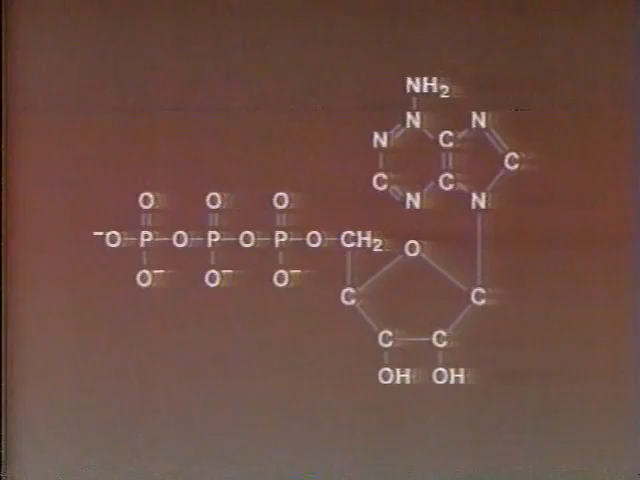 NH2
N N
N C
C
C C
N N
O O O
-O P O P O P O CH2 O
O- O- O-
C C
C C
OH OH